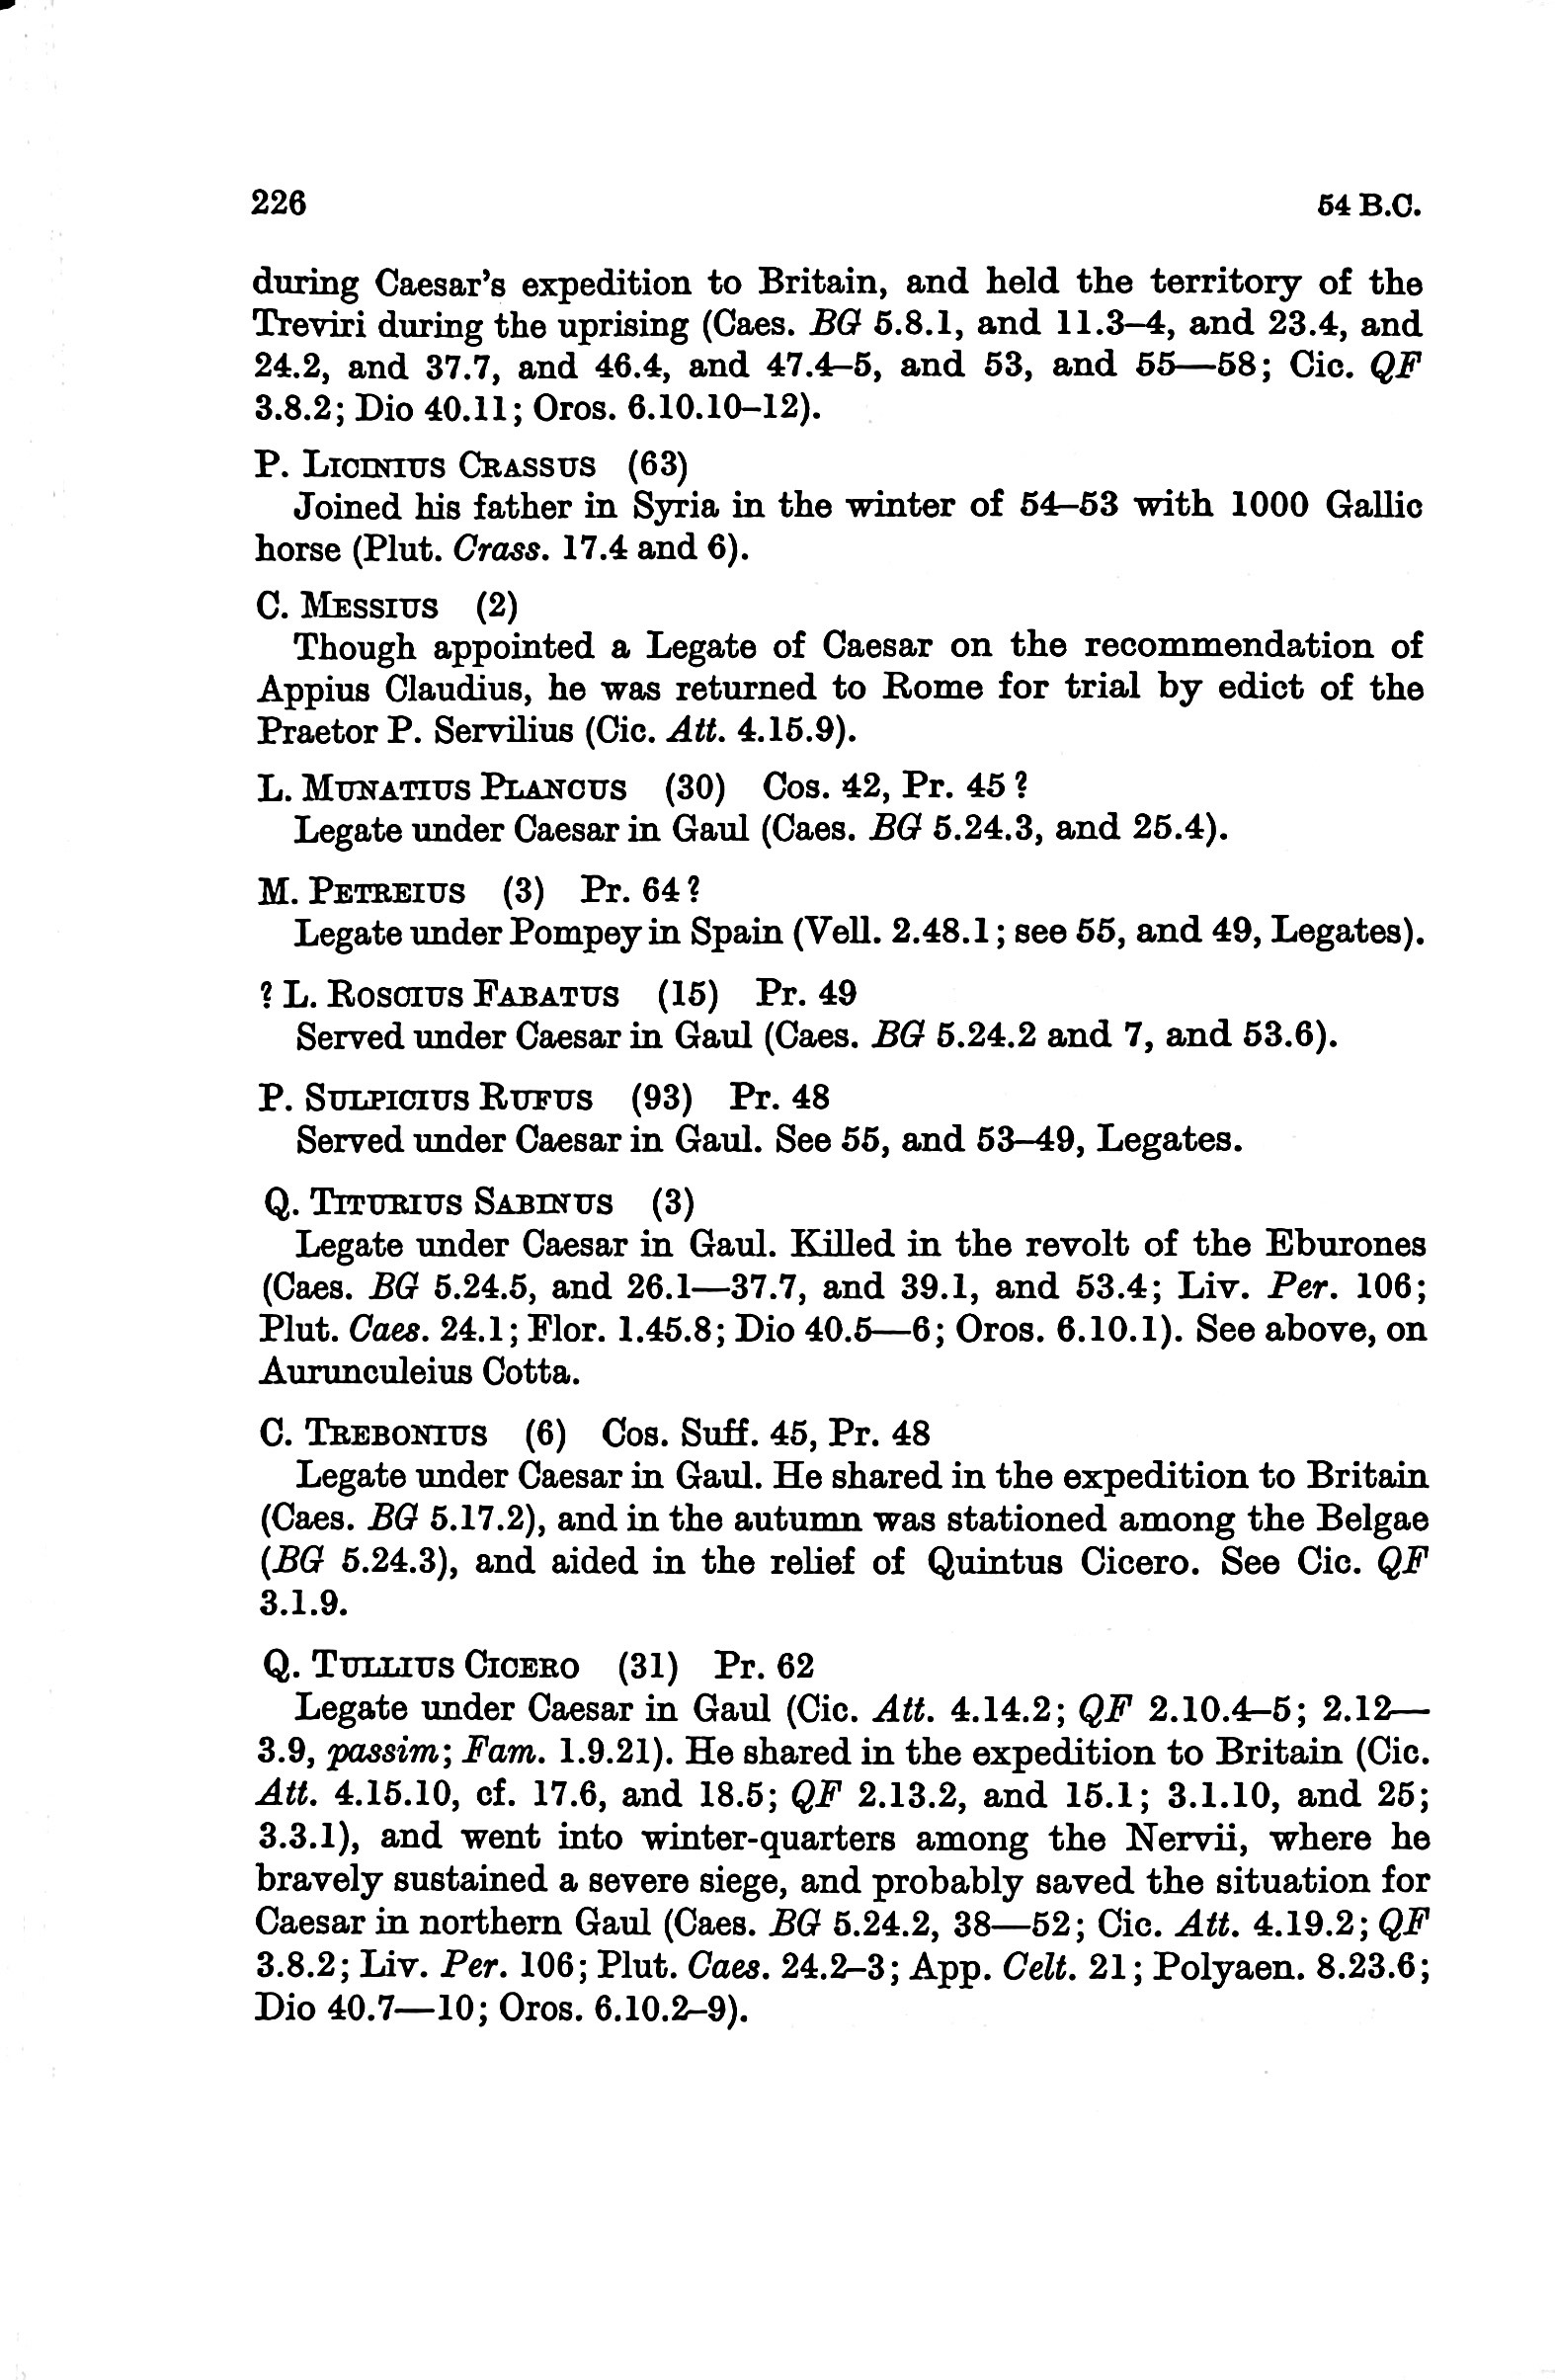 226 54 B.C.
during Caesar's expedition to Britain, and held the territory of the
Treviri during the uprising (Caes. BG 5.8.1, and 11.3–4, and 23.4, and
24.2, and 37.7, and 46.4, and 47.4–5, and 53, and 55—58; Cic. QF
3.8.2; Dio 40.11; Oros. 6.10.10–12).
P. LICINIUS CRASSUS (63)
Joined his father in Syria in the winter of 54–53 with 1000 Gallic
horse (Plut. Crass. 17.4 and 6).
C. MESSIUS (2)
Though appointed a Legate of Caesar on the recommendation of
Appius Claudius, he was returned to Rome for trial by edict of the
Praetor P. Servilius (Cic. Att. 4.15.9).
L. MUNATIUS PLANCUS (30) Cos. 42, Pr. 45?
Legate under Caesar in Gaul (Caes. BG 5.24.3, and 25.4).
M. PETREIUS (3) Pr. 64?
Legate under Pompey in Spain (Vell. 2.48.1; see 55, and 49, Legates).
? L. ROSCIUS FABATUS (15) Pr. 49
Served under Caesar in Gaul (Caes. BG 5.24.2 and 7, and 53.6).
P. SULPICIUS RUFUS (93) Pr. 48
Served under Caesar in Gaul. See 55, and 53–49, Legates.
Q. TITURIUS SABINUS (3)
Legate under Caesar in Gaul. Killed in the revolt of the Eburones
(Caes. BG 5.24.5, and 26.1—37.7, and 39.1, and 53.4; Liv. Per. 106;
Plut. Caes. 24.1; Flor. 1.45.8; Dio 40.5—6; Oros. 6.10.1). See above, on
Aurunculeius Cotta.
C. TREBONIUS (6) Cos. Suff. 45, Pr. 48
Legate under Caesar in Gaul. He shared in the expedition to Britain
(Caes. BG 5.17.2), and in the autumn was stationed among the Belgae
(BG 5.24.3), and aided in the relief of Quintus Cicero. See Cic. QF
3.1.9.
Q. TULLIUS CICERO (31) Pr. 62
Legate under Caesar in Gaul (Cic. Att. 4.14.2; QF 2.10.4–5; 2.12—
3.9, passim; Fam. 1.9.21). He shared in the expedition to Britain (Cic.
Att. 4.15.10, cf. 17.6, and 18.5; QF 2.13.2, and 15.1; 3.1.10, and 25;
3.3.1), and went into winter-quarters among the Nervii, where he
bravely sustained a severe siege, and probably saved the situation for
Caesar in northern Gaul (Caes. BG 5.24.2, 38—52; Cic. Att. 4.19.2; QF
3.8.2; Liv. Per. 106; Plut. Caes. 24.2–3; App. Celt. 21; Polyaen. 8.23.6;
Dio 40.7—10; Oros. 6.10.2–9).